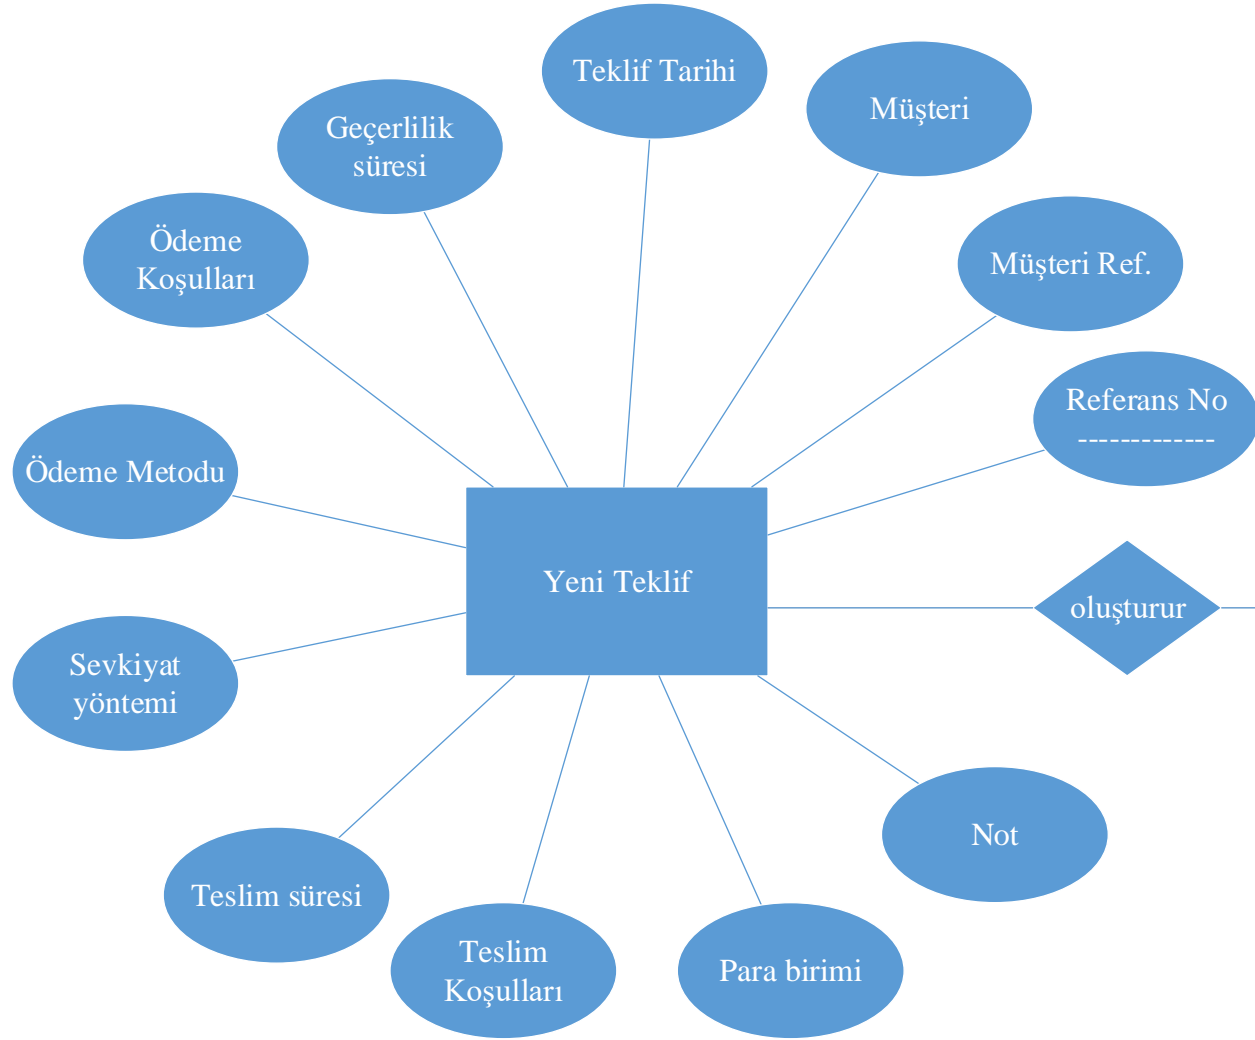 Teklif Tarihi
Müşteri
Geçerlilik
süresi
Ödeme
Koşulları
Müşteri Ref.
Referans No
-------------
Ödeme Metodu
Yeni Teklif
oluşturur
Sevkiyat
yöntemi
Not
Teslim süresi
Teslim
Koşulları
Para birimi